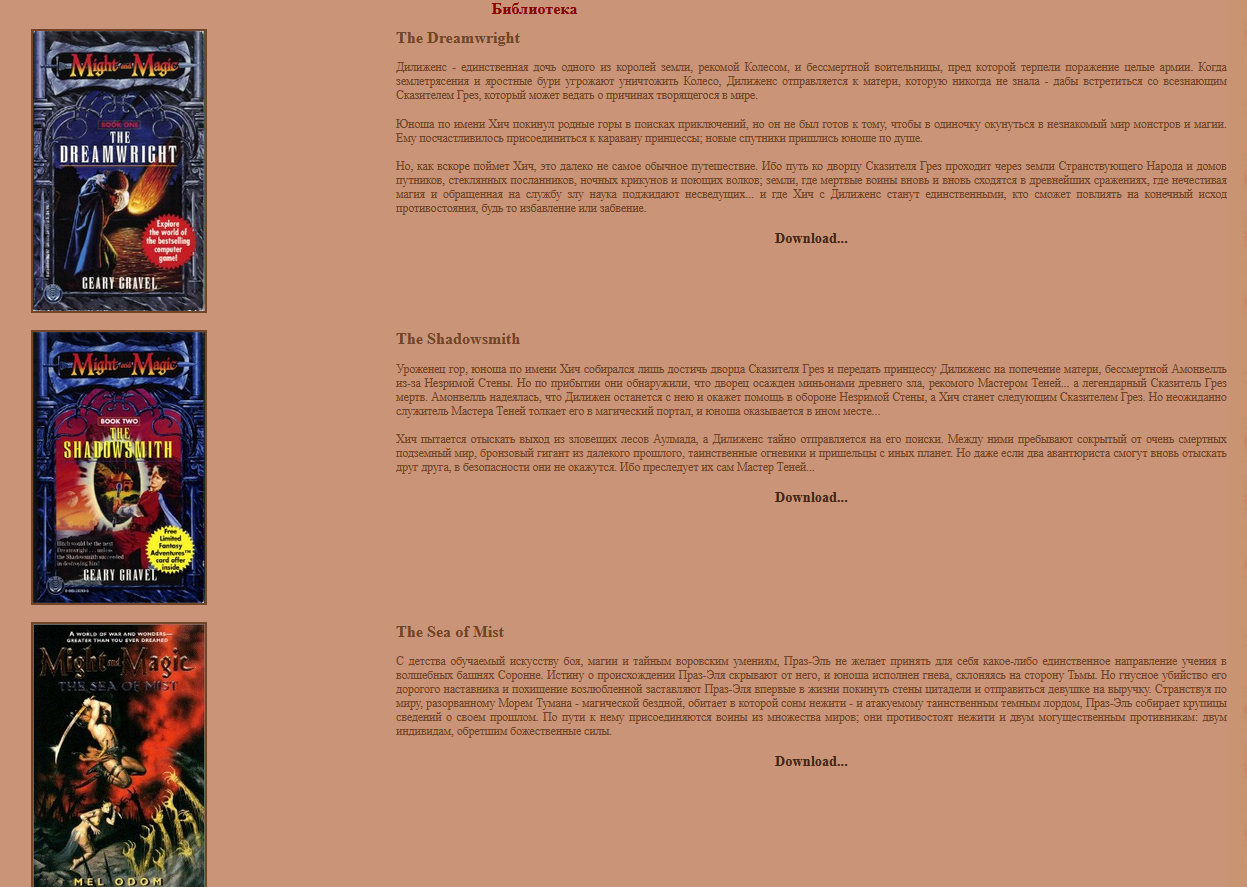 Библиотека
Might and Magic
BOOK ONE
THE
DREAMWRIGHT
Explore
the world of
the bestselling
computer
game!
GEARY GRAVEL
The Dreamwright
Дилиженс - единственная дочь одного из королей земли, рекомой Колесом, и бессмертной воительницы, пред которой терпели поражение целые армии. Когда
землетрясения и яростные бури угрожают уничтожить Колесо, Дилиженс отправляется к матери, которую никогда не знала - дабы встретиться со всезнающим
Сказителем Грез, который может ведать о причинах творящегося в мире.
Юноша по имени Хич покинул родные горы в поисках приключений, но он не был готов к тому, чтобы в одиночку окунуться в незнакомый мир монстров и магии.
Ему посчастливилось присоединиться к каравану принцессы; новые спутники пришлись юноше по душе.
Но, как вскоре поймет Хич, это далеко не самое обычное путешествие. Ибо путь ко дворцу Сказителя Грез проходит через земли Странствующего Народа и домов
путников, стеклянных посланников, ночных крикунов и поющих волков; земли, где мертвые воины вновь и вновь сходятся в древнейших сражениях, где нечестивая
магия и обращенная на службу злу наука поджидают несведущих... и где Хич с Дилиженс станут единственными, кто сможет повлиять на конечный исход
противостояния, будь то избавление или забвение.
Download...
Might and Magic
BOOK TWO
THE
SHADOWSMITH
Hitch would be the next
Dreamwright . . . unless
the Shadowsmith succeeded
in destroying him!
Free
Limited
Fantasy
Adventures™
card offer
inside
GEARY GRAVEL
The Shadowsmith
Уроженец гор, юноша по имени Хич собирался лишь достичь дворца Сказителя Грез и передать принцессу Дилиженс на попечение матери, бессмертной Амонвелль
из-за Незримой Стены. Но по прибытии они обнаружили, что дворец осажден миньонами древнего зла, рекомого Мастером Теней... а легендарный Сказитель Грез
мертв. Амонвелль надеялась, что Дилижен останется с нею и окажет помощь в обороне Незримой Стены, а Хич станет следующим Сказителем Грез. Но неожиданно
служитель Мастера Теней толкает его в магический портал, и юноша оказывается в ином месте...
Хич пытается отыскать выход из зловещих лесов Аулмада, а Дилиженс тайно отправляется на его поиски. Между ними пребывают сокрытый от очень смертных
подземный мир, бронзовый гигант из далекого прошлого, таинственные огневики и пришельцы с иных планет. Но даже если два авантюриста смогут вновь отыскать
друг друга, в безопасности они не окажутся. Ибо преследует их сам Мастер Теней...
Download...
A WORLD OF WAR AND WONDERS—
GREATER THAN YOU EVER DREAMED
Might and Magic
THE SEA OF MIST
MEL ODOM
The Sea of Mist
С детства обучаемый искусству боя, магии и тайным воровским умениям, Праз-Эль не желает принять для себя какое-либо единственное направление учения в
волшебных башнях Соронне. Истину о происхождении Праз-Эля скрывают от него, и юноша исполнен гнева, склоняясь на сторону Тьмы. Но гнусное убийство его
дорогого наставника и похищение возлюбленной заставляют Праз-Эля впервые в жизни покинуть стены цитадели и отправиться девушке на выручку. Странствуя по
миру, разорванному Морем Тумана - магической бездной, обитает в которой сонм нежити - и атакуемому таинственным темным лордом, Праз-Эль собирает крупицы
сведений о своем прошлом. По пути к нему присоединяются воины из множества миров; они противостоят нежити и двум могущественным противникам: двум
индивидам, обретшим божественные силы.
Download...